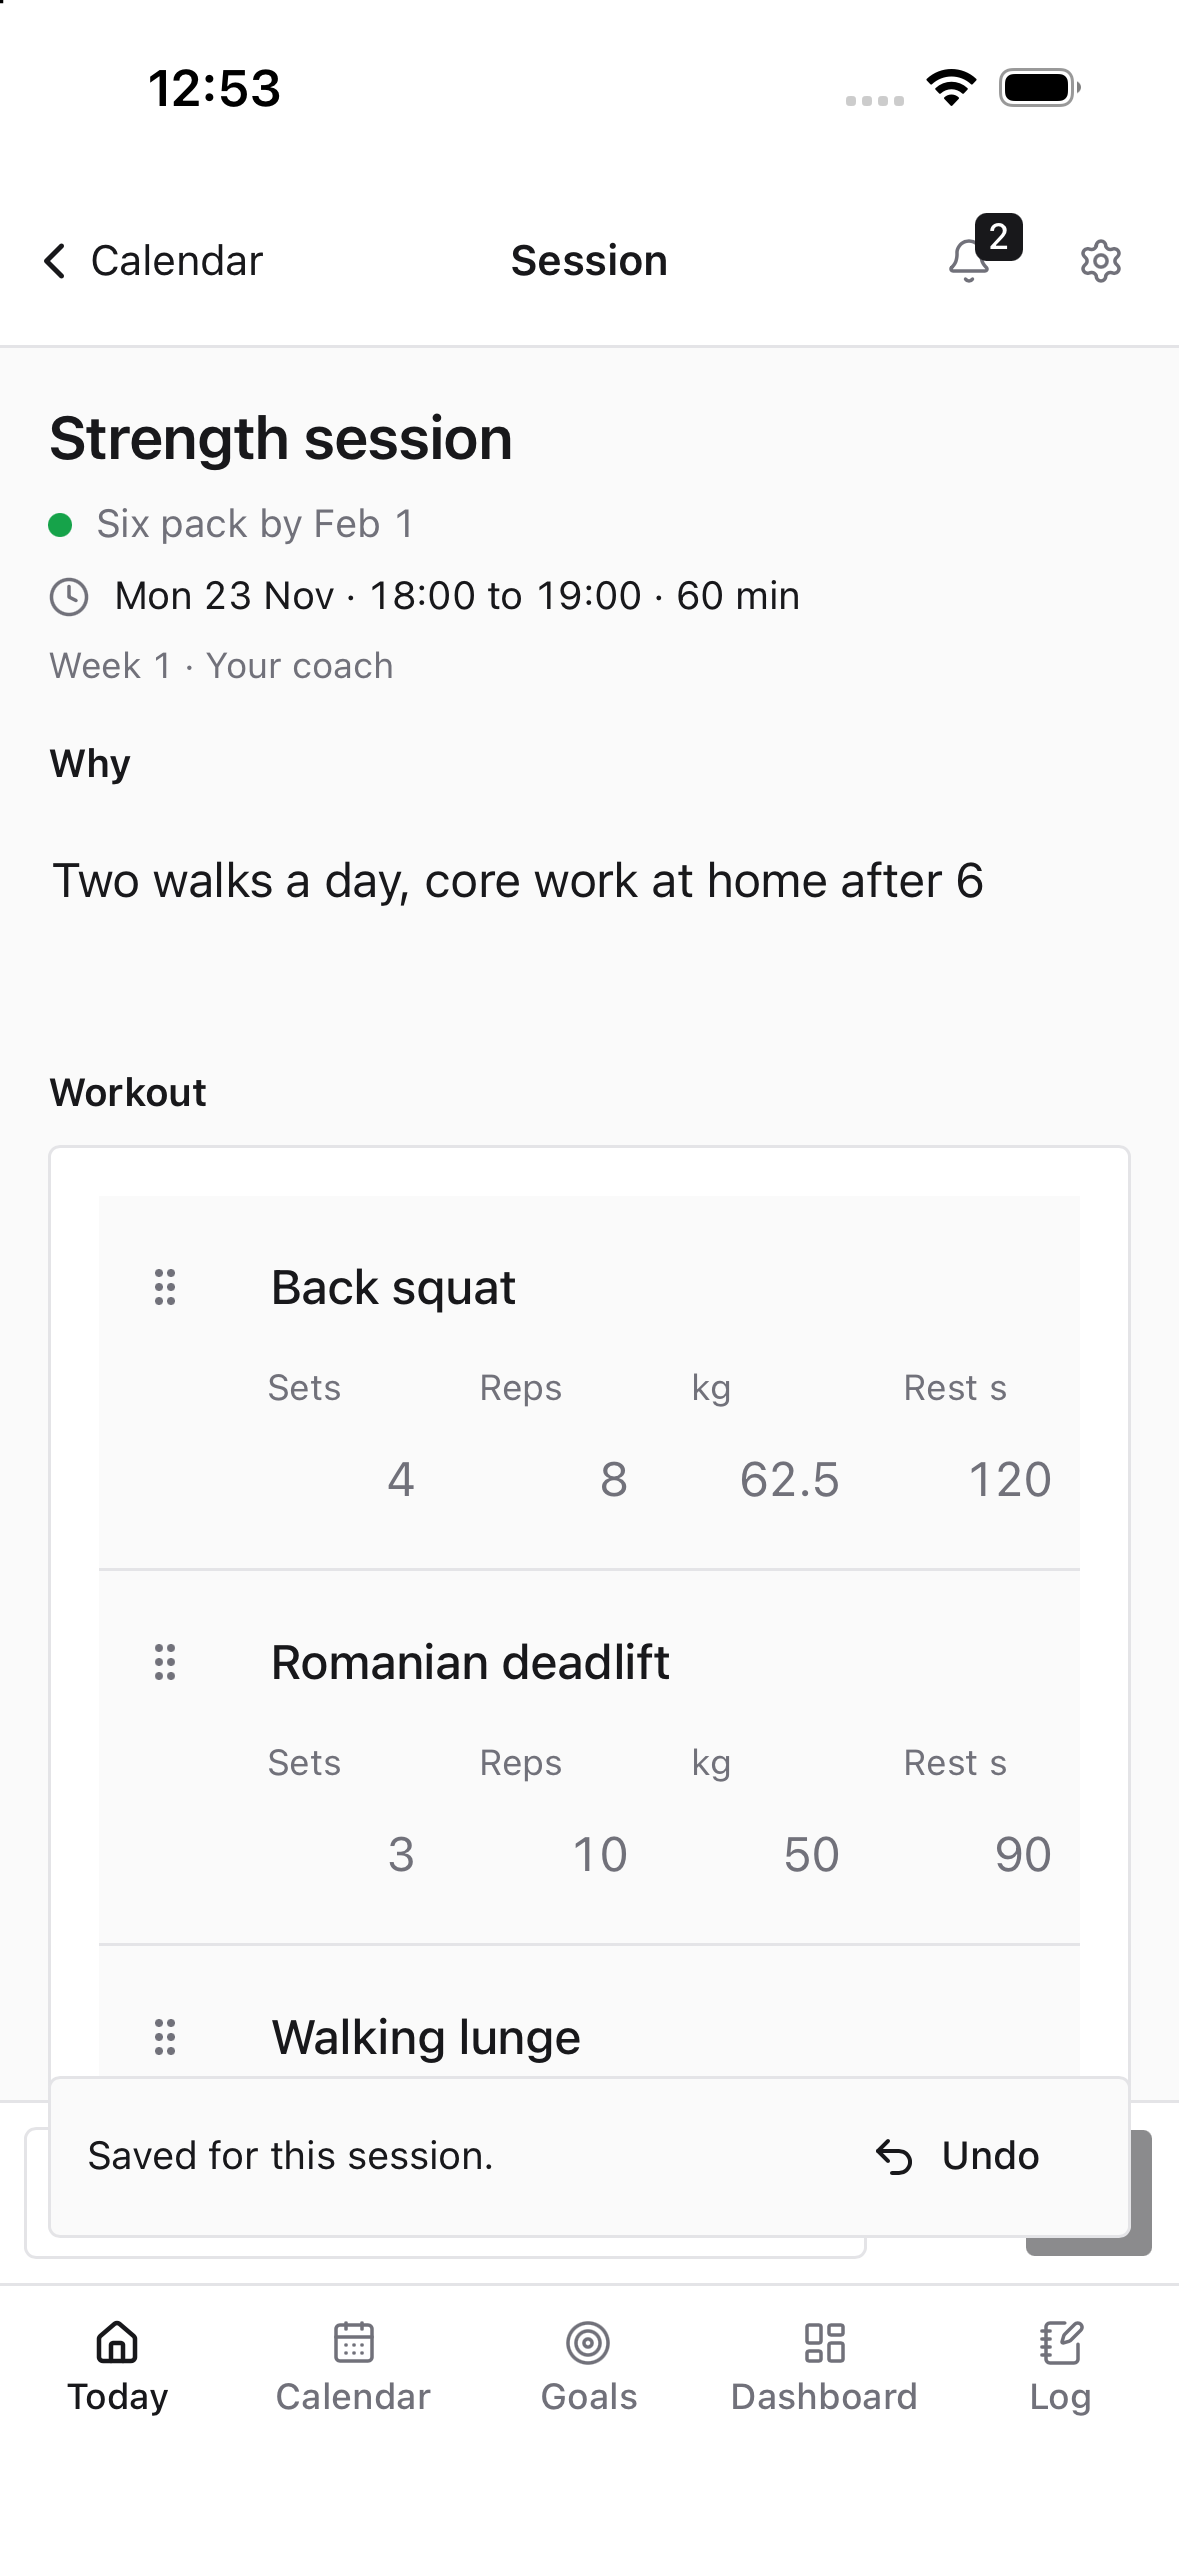 12:53
Calendar
Session
2
Strength session
Six pack by Feb 1
Mon 23 Nov · 18:00 to 19:00 · 60 min
Week 1 · Your coach
Why
Two walks a day, core work at home after 6
Workout
Back squat
Sets Reps kg Rest s
4 8 62.5 120
Romanian deadlift
Sets Reps kg Rest s
3 10 50 90
Walking lunge
Saved for this session.
Undo
Today Calendar Goals Dashboard Log